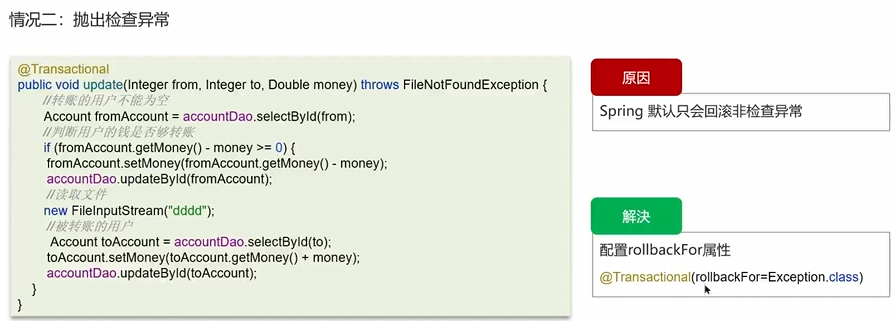 情况二：抛出检查异常
@Transactional
public void update(Integer from, Integer to, Double money) throws FileNotFoundException {
//转账的用户不能为空
Account fromAccount = accountDao.selectById(from);
//判断用户的钱是否够转账
if (fromAccount.getMoney() - money >= 0) {
fromAccount.setMoney(fromAccount.getMoney() - money);
accountDao.updateById(fromAccount);
//读取文件
new FileInputStream("dddd");
//被转账的用户
Account toAccount = accountDao.selectById(to);
toAccount.setMoney(toAccount.getMoney() + money);
accountDao.updateById(toAccount);
}
}
原因
Spring 默认只会回滚非检查异常
解决
配置rollbackFor属性
@Transactional(rollbackFor=Exception.class)